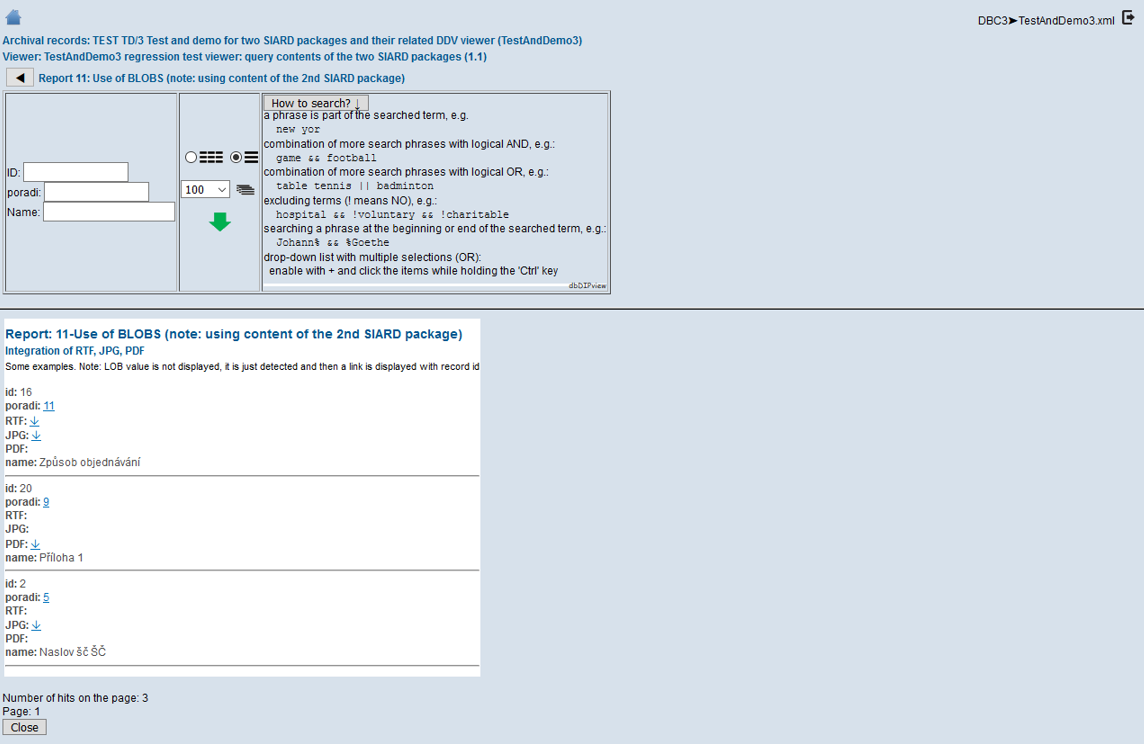 DBC3➤TestAndDemo3.xml
Archival records: TEST TD/3 Test and demo for two SIARD packages and their related DDV viewer (TestAndDemo3)
Viewer: TestAndDemo3 regression test viewer: query contents of the two SIARD packages (1.1)
Report 11: Use of BLOBS (note: using content of the 2nd SIARD package)
ID:
poradi:
Name:
100
How to search? ↓
a phrase is part of the searched term, e.g.
new yor
combination of more search phrases with logical AND, e.g.:
game && football
combination of more search phrases with logical OR, e.g.:
table tennis || badminton
excluding terms (! means NO), e.g.:
hospital && !voluntary && !charitable
searching a phrase at the beginning or end of the searched term, e.g.:
Johann% && %Goethe
drop-down list with multiple selections (OR):
enable with + and click the items while holding the 'Ctrl' key
dbDIPview
Report: 11-Use of BLOBS (note: using content of the 2nd SIARD package)
Integration of RTF, JPG, PDF
Some examples. Note: LOB value is not displayed, it is just detected and then a link is displayed with record id
id: 16
poradi: 11
RTF: ↓
JPG: ↓
PDF:
name: Způsob objednávání
id: 20
poradi: 9
RTF:
JPG:
PDF: ↓
name: Příloha 1
id: 2
poradi: 5
RTF:
JPG: ↓
PDF:
name: Naslov šč ŠČ
Number of hits on the page: 3
Page: 1
Close